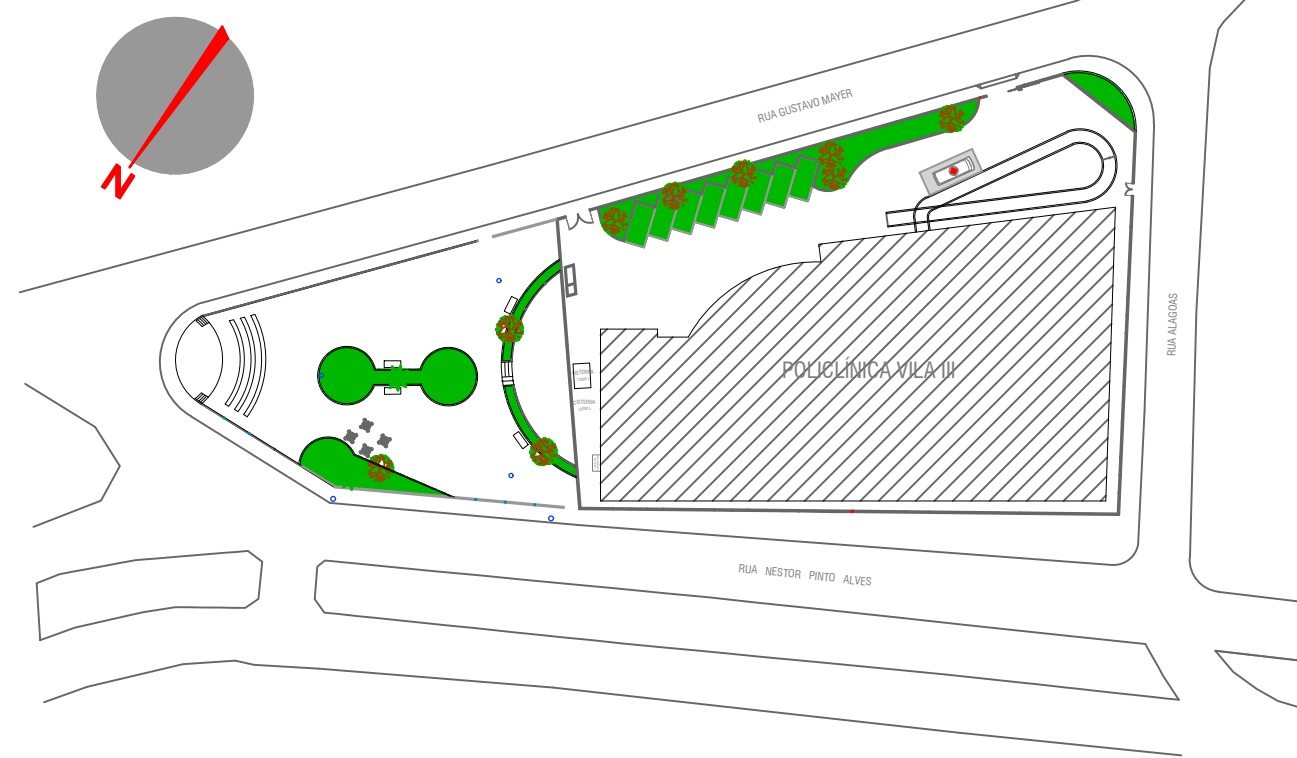 N
RUA GUSTAVO MAYER
RUA ALAGOAS
POLICLÍNICA VILA III
CISTERNA
CISTERNA
RUA NESTOR PINTO ALVES